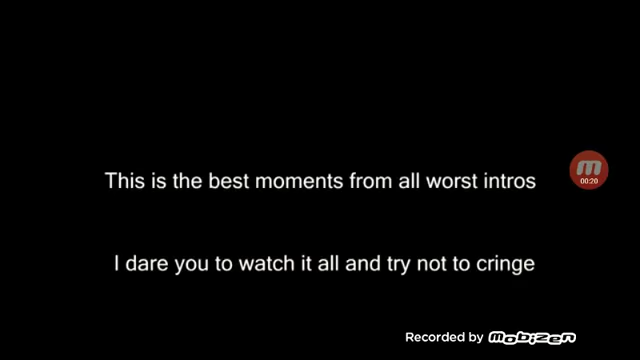 This is the best moments from all worst intros
00:20
I dare you to watch it all and try not to cringe
Recorded by mobizen